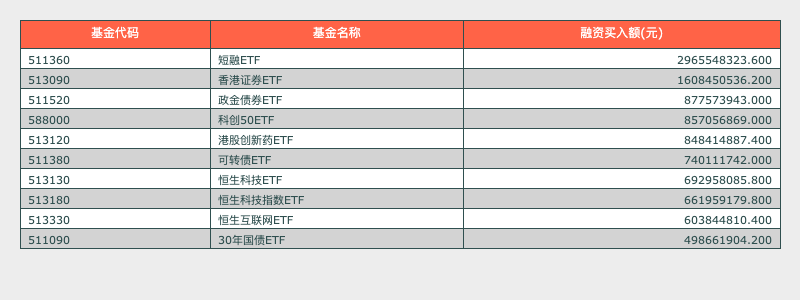 基金代码 基金名称 融资买入额(元)
511360 短融ETF 2965548323.600
513090 香港证券ETF 1608450536.200
511520 政金债券ETF 877573943.000
588000 科创50ETF 857056869.000
513120 港股创新药ETF 848414887.400
511380 可转债ETF 740111742.000
513130 恒生科技ETF 692958085.800
513180 恒生科技指数ETF 661959179.800
513330 恒生互联网ETF 603844810.400
511090 30年国债ETF 498661904.200